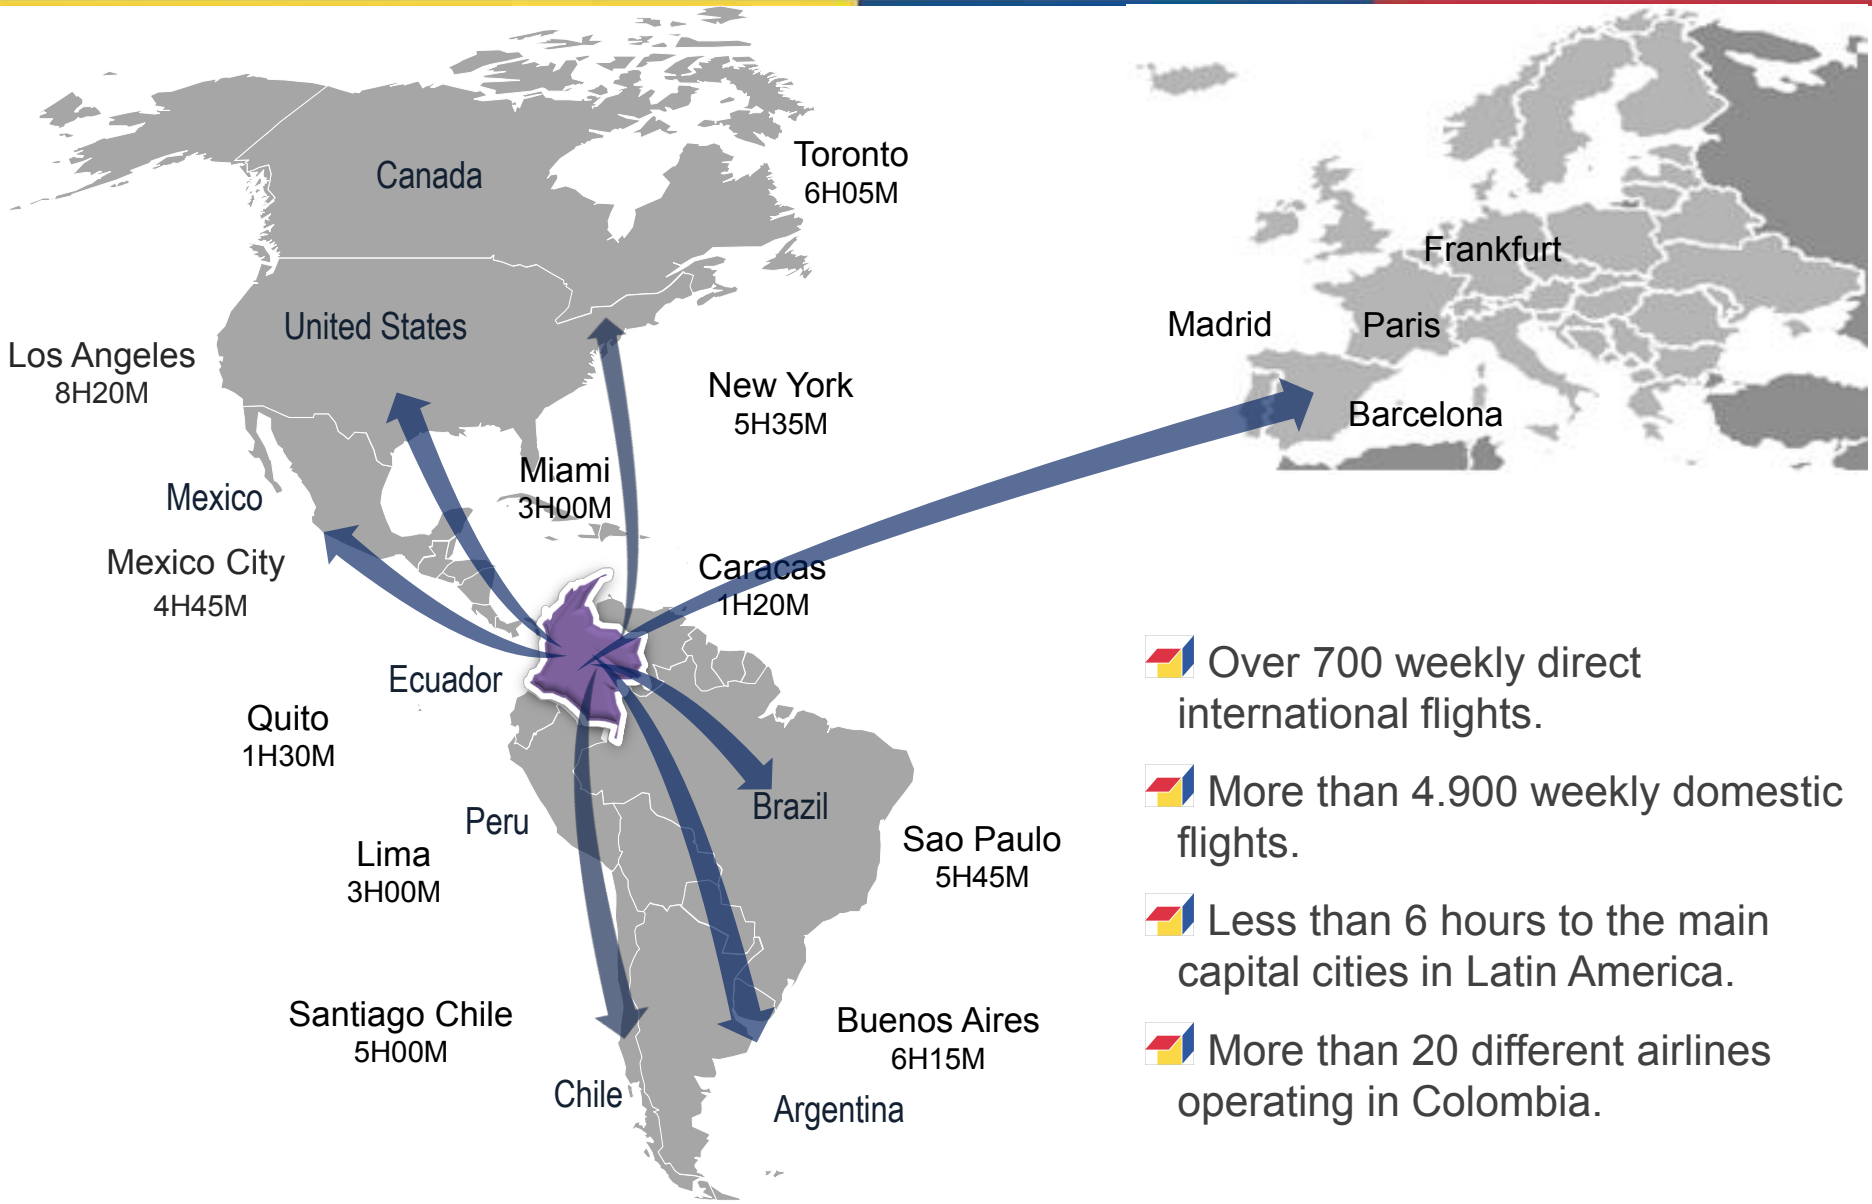 Canada
Toronto
6H05M
United States
Los Angeles
8H20M
New York
5H35M
Miami
3H00M
Mexico
Mexico City
4H45M
Caracas
1H20M
Ecuador
Quito
1H30M
Peru
Lima
3H00M
Brazil
Sao Paulo
5H45M
Santiago Chile
5H00M
Chile
Buenos Aires
6H15M
Argentina
Frankfurt
Madrid
Paris
Barcelona
Over 700 weekly direct
international flights.
More than 4.900 weekly domestic
flights.
Less than 6 hours to the main
capital cities in Latin America.
More than 20 different airlines
operating in Colombia.